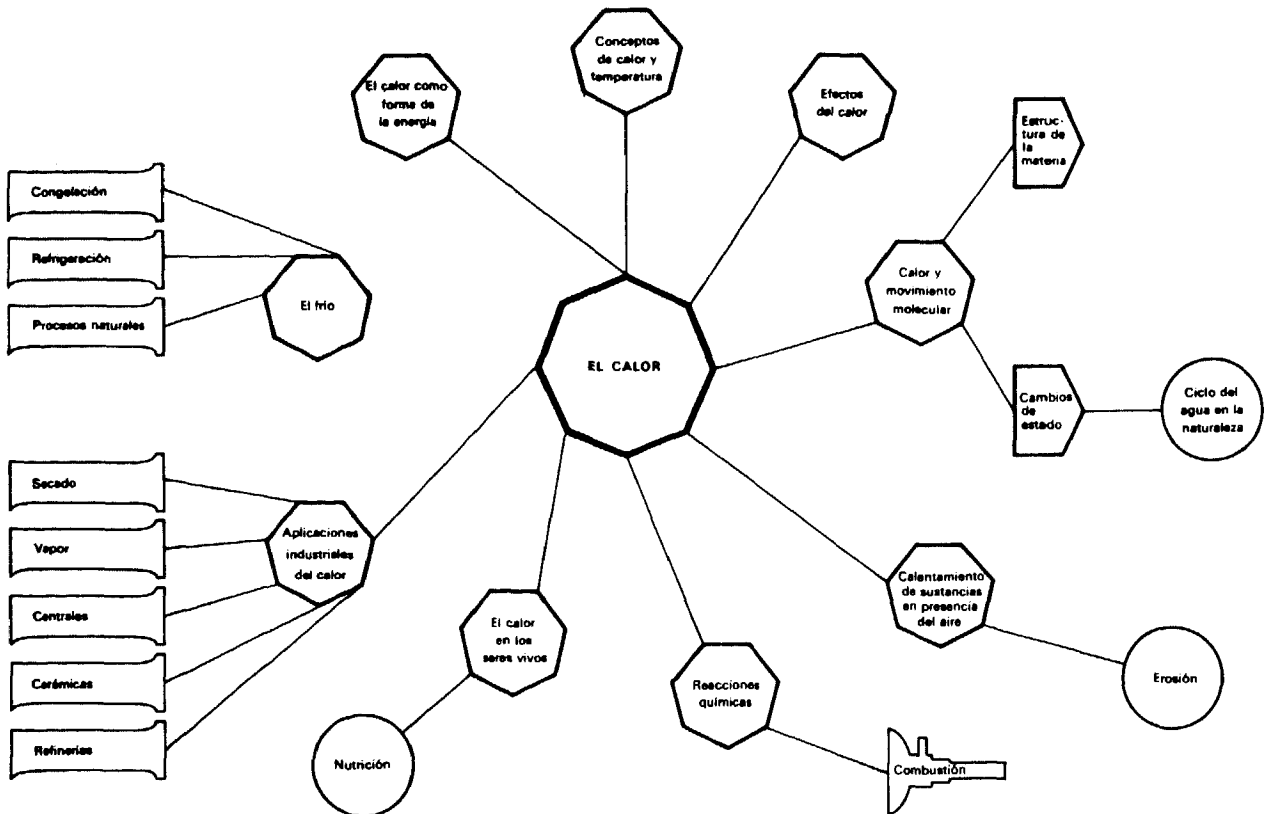 Conceptos
de calor y
temperatura
El calor como
forma de
la energía
Efectos
del calor
Estruc-
tura de
la
materia
Congelación
Refrigeración
Procesos naturales
El frío
Calor y
movimiento
molecular
EL CALOR
Cambios
de
estado
Ciclo del
agua en la
naturaleza
Secado
Vapor
Centrales
Cerámicas
Refinerías
Aplicaciones
industriales
del calor
Calentamiento
de sustancias
en presencia
del aire
El calor
en los
seres vivos
Reacciones
químicas
Erosión
Nutrición
Combustión